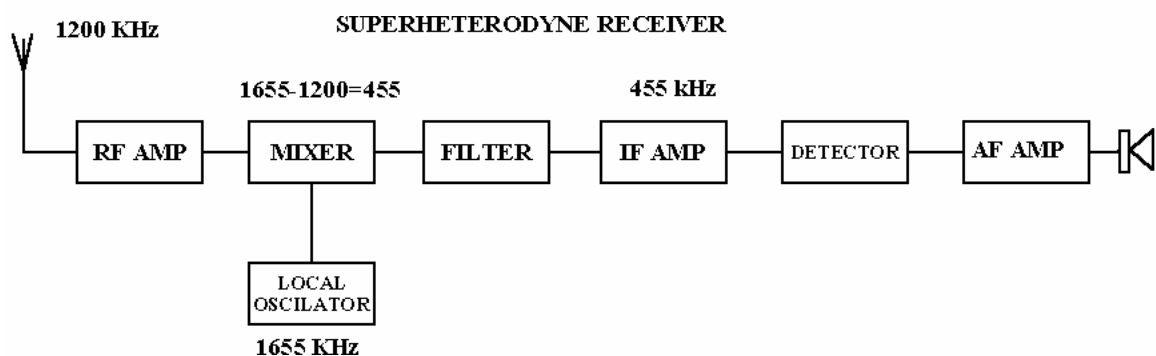 SUPERHETERODYNE RECEIVER
1200 KHz
1655-1200=455
455 kHz
RF AMP
MIXER
FILTER
IF AMP
DETECTOR
AF AMP
LOCAL
OSCILATOR
1655 KHz